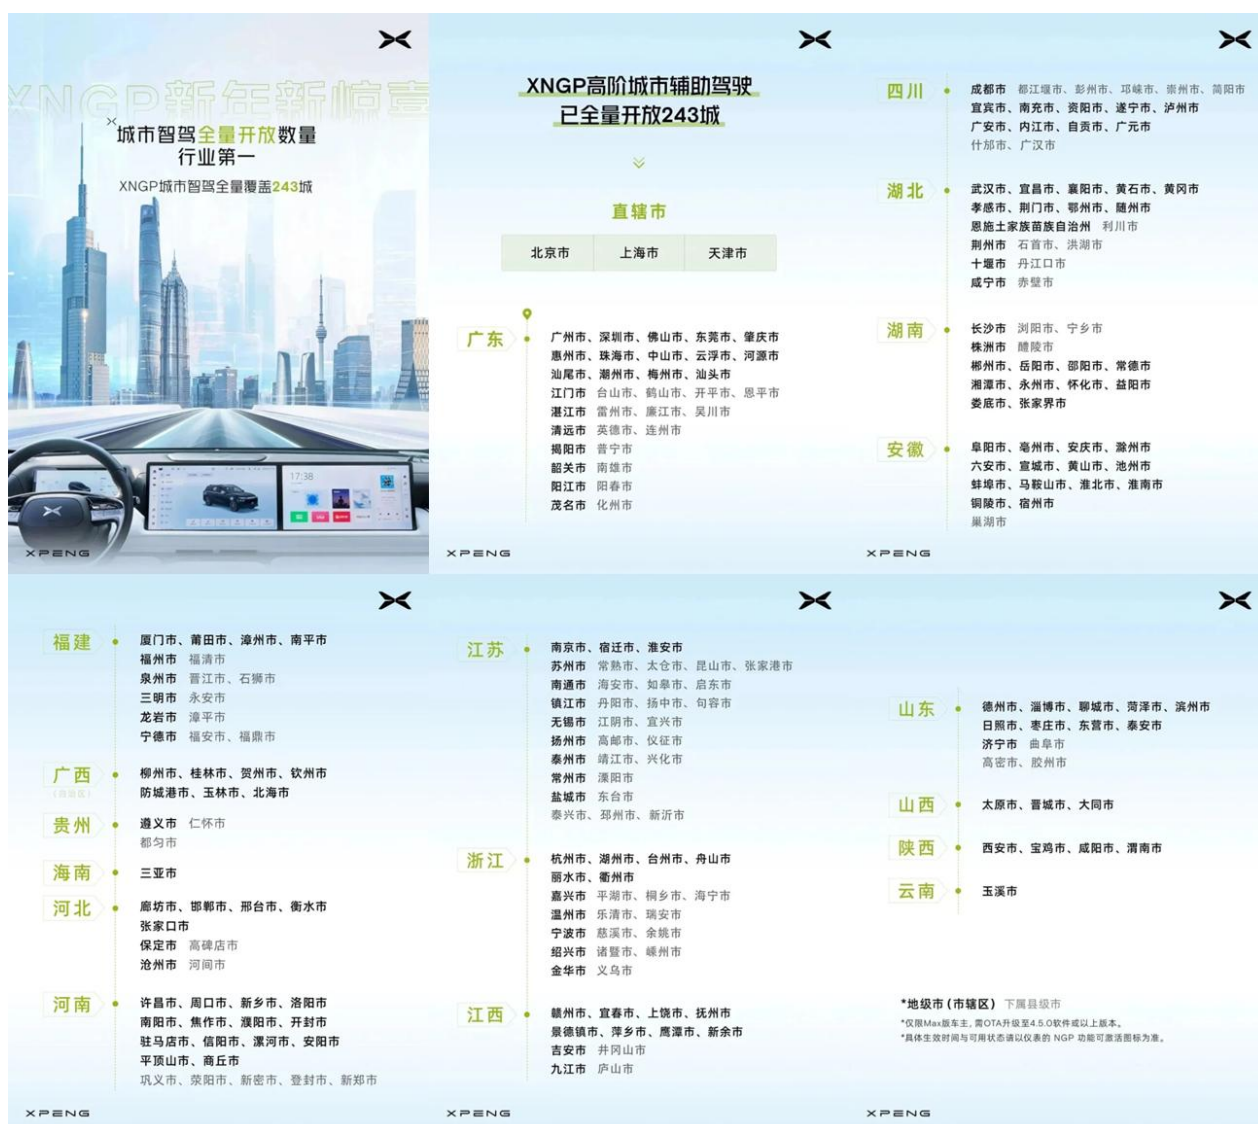 XNGP新年新惊喜
城市智驾全量开放数量
行业第一
XNGP城市智驾全量覆盖243城
17:38
XPENG
XNGP高阶城市辅助驾驶
已全量开放243城
直辖市
北京市 上海市 天津市
广东
广州市、深圳市、佛山市、东莞市、肇庆市
惠州市、珠海市、中山市、云浮市、河源市
汕尾市、潮州市、梅州市、汕头市
江门市 台山市、鹤山市、开平市、恩平市
湛江市 雷州市、廉江市、吴川市
清远市 英德市、连州市
揭阳市 普宁市
韶关市 南雄市
阳江市 阳春市
茂名市 化州市
XPENG
四川
成都市 都江堰市、彭州市、邛崃市、崇州市、简阳市
宜宾市、南充市、资阳市、遂宁市、泸州市
广安市、内江市、自贡市、广元市
什邡市、广汉市
湖北
武汉市、宜昌市、襄阳市、黄石市、黄冈市
孝感市、荆门市、鄂州市、随州市
恩施土家族苗族自治州 利川市
荆州市 石首市、洪湖市
十堰市 丹江口市
咸宁市 赤壁市
湖南
长沙市 浏阳市、宁乡市
株洲市 醴陵市
郴州市、岳阳市、邵阳市、常德市
湘潭市、永州市、怀化市、益阳市
娄底市、张家界市
安徽
阜阳市、亳州市、安庆市、滁州市
六安市、宣城市、黄山市、池州市
蚌埠市、马鞍山市、淮北市、淮南市
铜陵市、宿州市
巢湖市
XPENG
福建
厦门市、莆田市、漳州市、南平市
福州市 福清市
泉州市 晋江市、石狮市
三明市 永安市
龙岩市 漳平市
宁德市 福安市、福鼎市
广西
(自治区)
柳州市、桂林市、贺州市、钦州市
防城港市、玉林市、北海市
贵州
遵义市 仁怀市
都匀市
海南
三亚市
河北
廊坊市、邯郸市、邢台市、衡水市
张家口市
保定市 高碑店市
沧州市 河间市
河南
许昌市、周口市、新乡市、洛阳市
南阳市、焦作市、濮阳市、开封市
驻马店市、信阳市、漯河市、安阳市
平顶山市、商丘市
巩义市、荥阳市、新密市、登封市、新郑市
XPENG
江苏
南京市、宿迁市、淮安市
苏州市 常熟市、太仓市、昆山市、张家港市
南通市 海安市、如皋市、启东市
镇江市 丹阳市、扬中市、句容市
无锡市 江阴市、宜兴市
扬州市 高邮市、仪征市
泰州市 靖江市、兴化市
常州市 溧阳市
盐城市 东台市
泰兴市、邳州市、新沂市
浙江
杭州市、湖州市、台州市、舟山市
丽水市、衢州市
嘉兴市 平湖市、桐乡市、海宁市
温州市 乐清市、瑞安市
宁波市 慈溪市、余姚市
绍兴市 诸暨市、嵊州市
金华市 义乌市
江西
赣州市、宜春市、上饶市、抚州市
景德镇市、萍乡市、鹰潭市、新余市
吉安市 井冈山市
九江市 庐山市
XPENG
山东
德州市、淄博市、聊城市、菏泽市、滨州市
日照市、枣庄市、东营市、泰安市
济宁市 曲阜市
高密市、胶州市
山西
太原市、晋城市、大同市
陕西
西安市、宝鸡市、咸阳市、渭南市
云南
玉溪市
*地级市(市辖区) 下属县级市
*仅限Max版车主,需OTA升级至4.5.0软件或以上版本。
*具体生效时间与可用状态请以仪表的 NGP 功能可激活图标为准。
XPENG